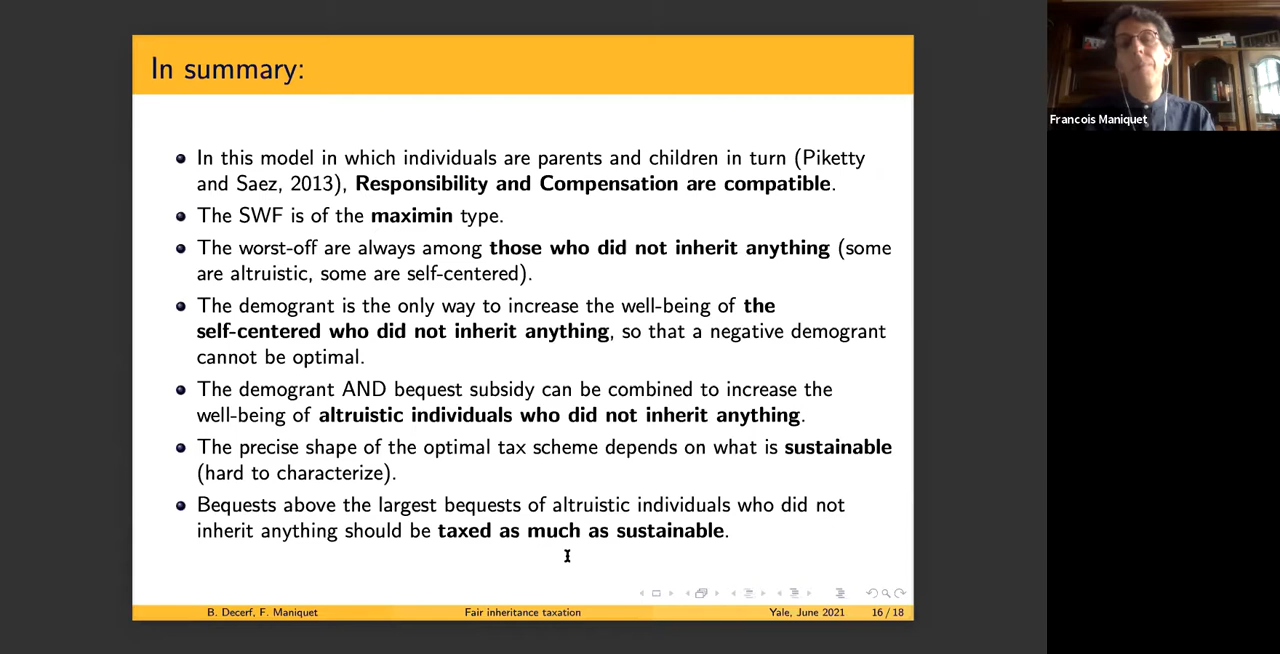 In summary:
In this model in which individuals are parents and children in turn (Piketty
and Saez, 2013), Responsibility and Compensation are compatible.
The SWF is of the maximin type.
The worst-off are always among those who did not inherit anything (some
are altruistic, some are self-centered).
The demogrant is the only way to increase the well-being of the
self-centered who did not inherit anything, so that a negative demogrant
cannot be optimal.
The demogrant AND bequest subsidy can be combined to increase the
well-being of altruistic individuals who did not inherit anything.
The precise shape of the optimal tax scheme depends on what is sustainable
(hard to characterize).
Bequests above the largest bequests of altruistic individuals who did not
inherit anything should be taxed as much as sustainable.
B. Decerf, F. Maniquet Fair inheritance taxation Yale, June 2021 16 / 18
Francois Maniquet